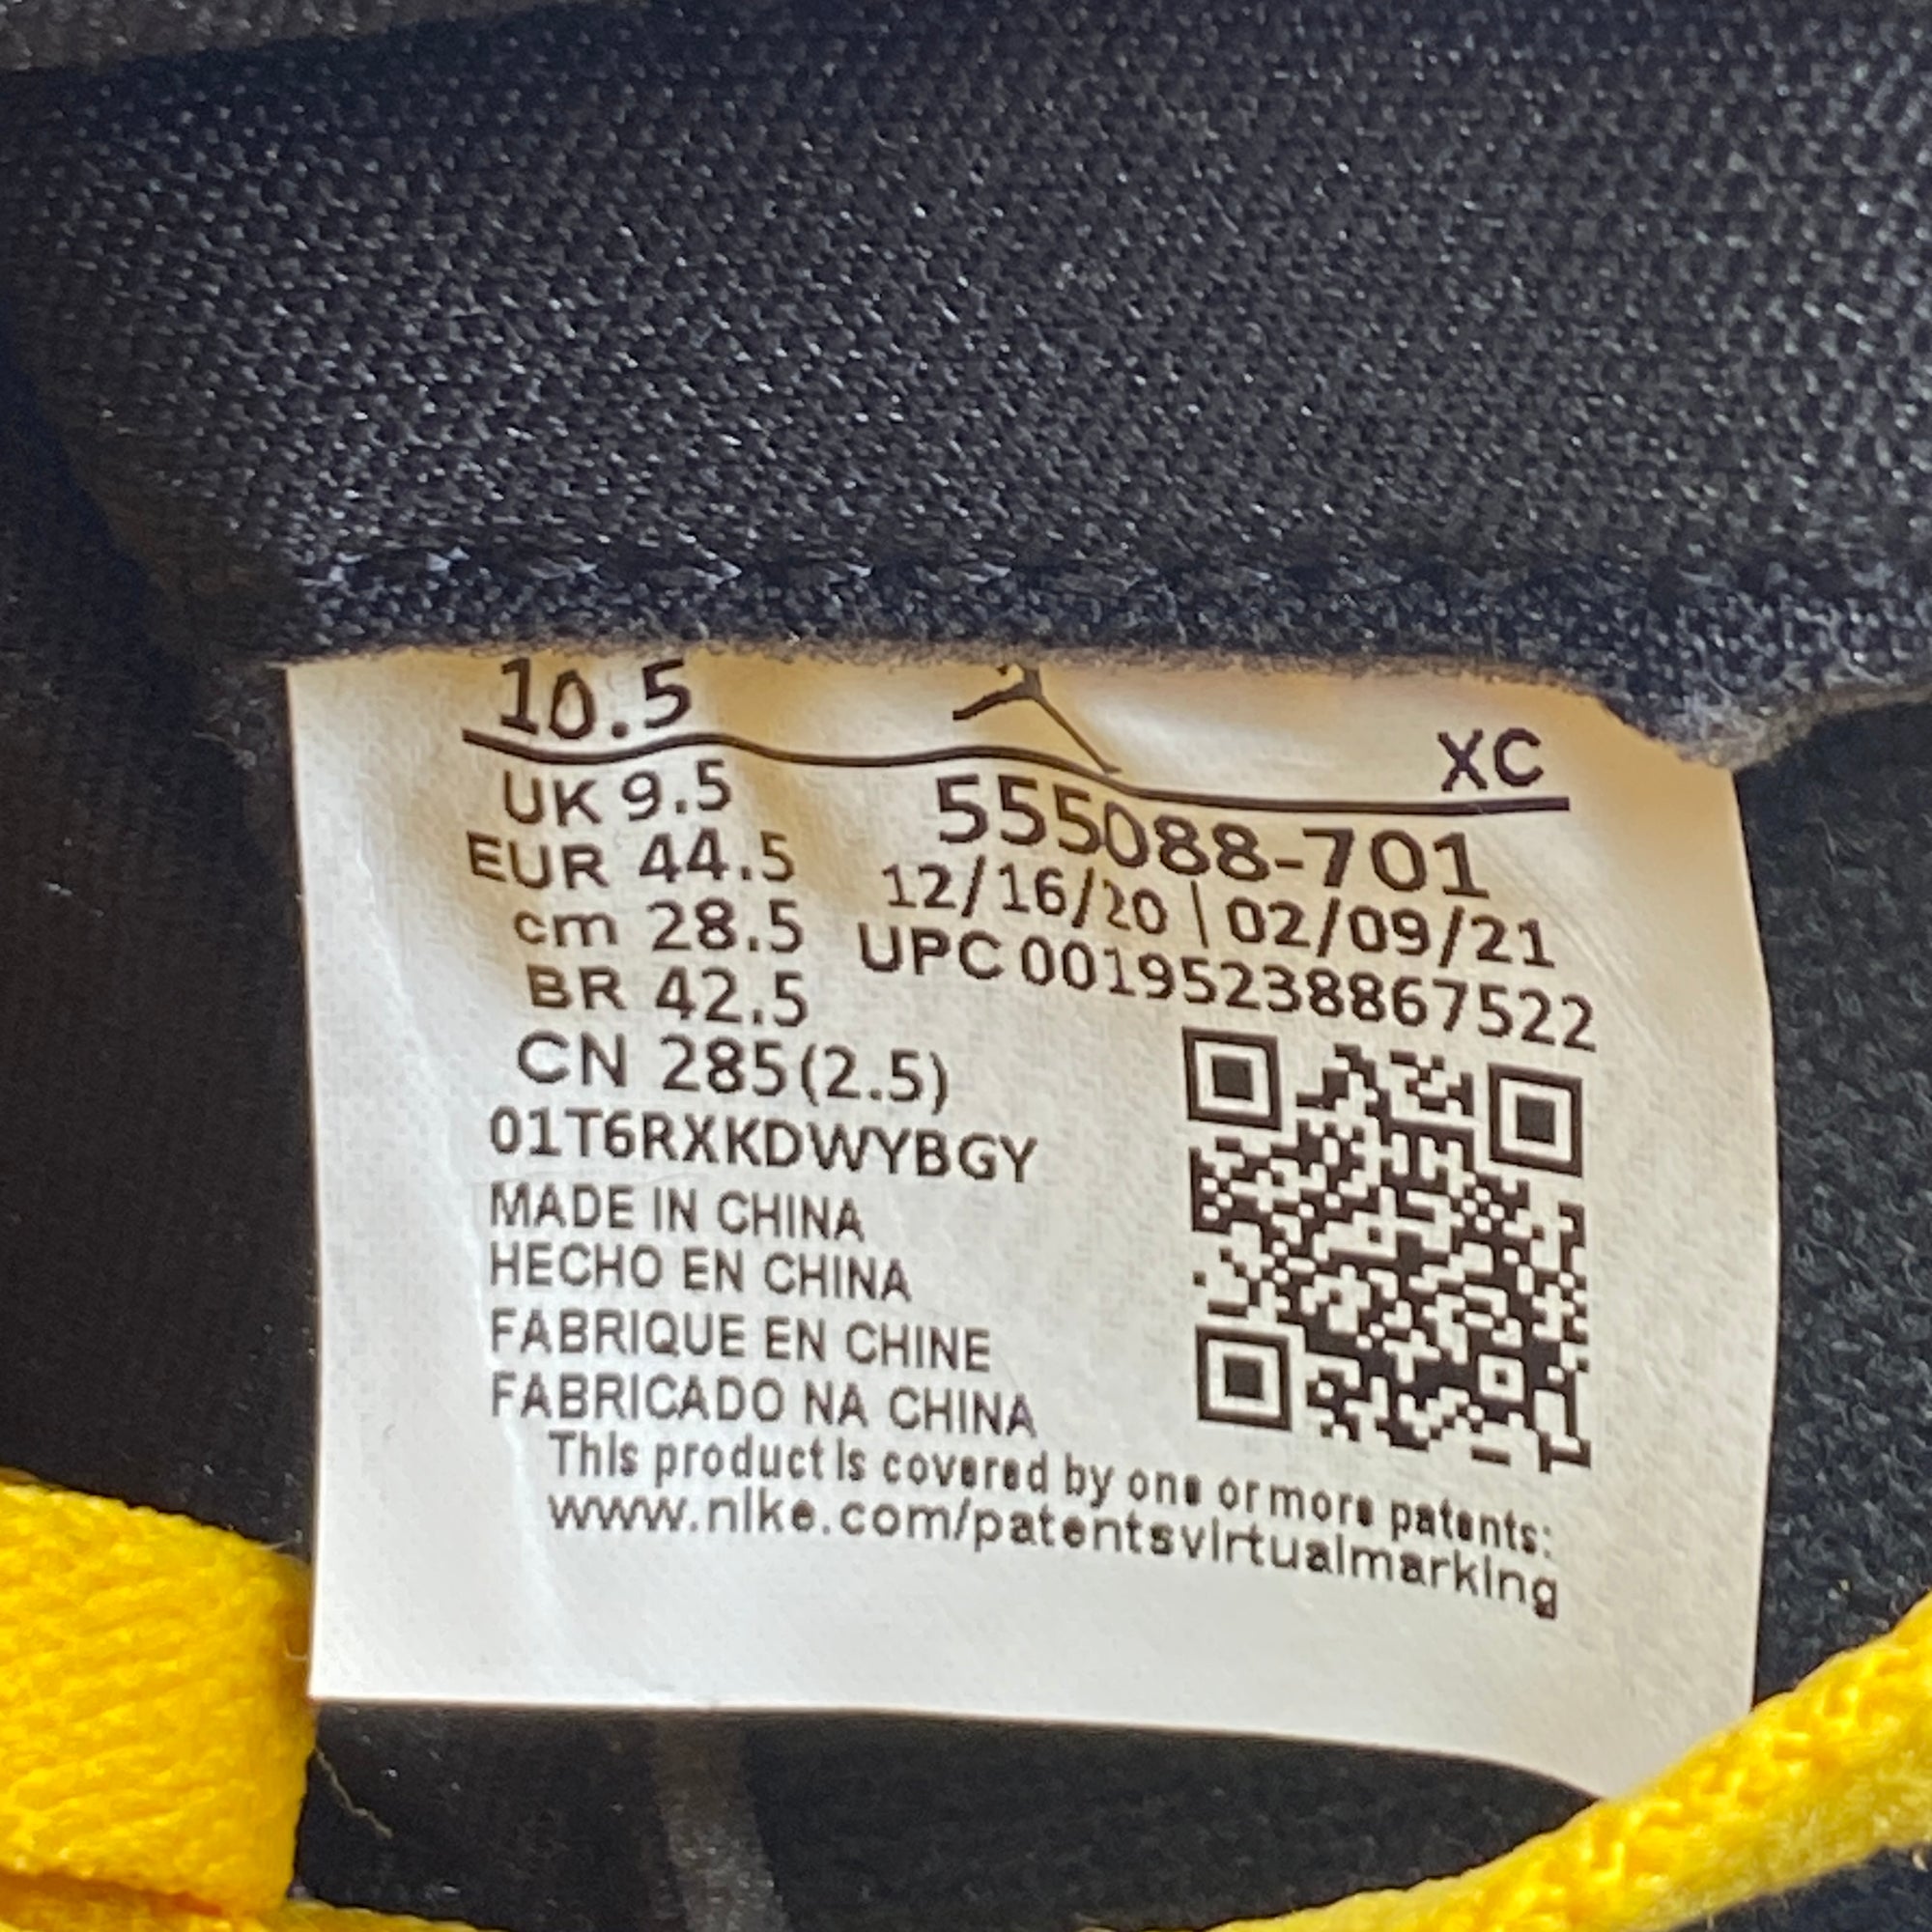 10.5
XC
UK 9.5
EUR 44.5
cm 28.5
BR 42.5
CN 285(2.5)
555088-701
12/16/20 | 02/09/21
UPC 00195238867522
01T6RXKDWYBGY
MADE IN CHINA
HECHO EN CHINA
FABRIQUE EN CHINE
FABRICADO NA CHINA
This product is covered by one or more patents:
www.nike.com/patentsvirtualmarking